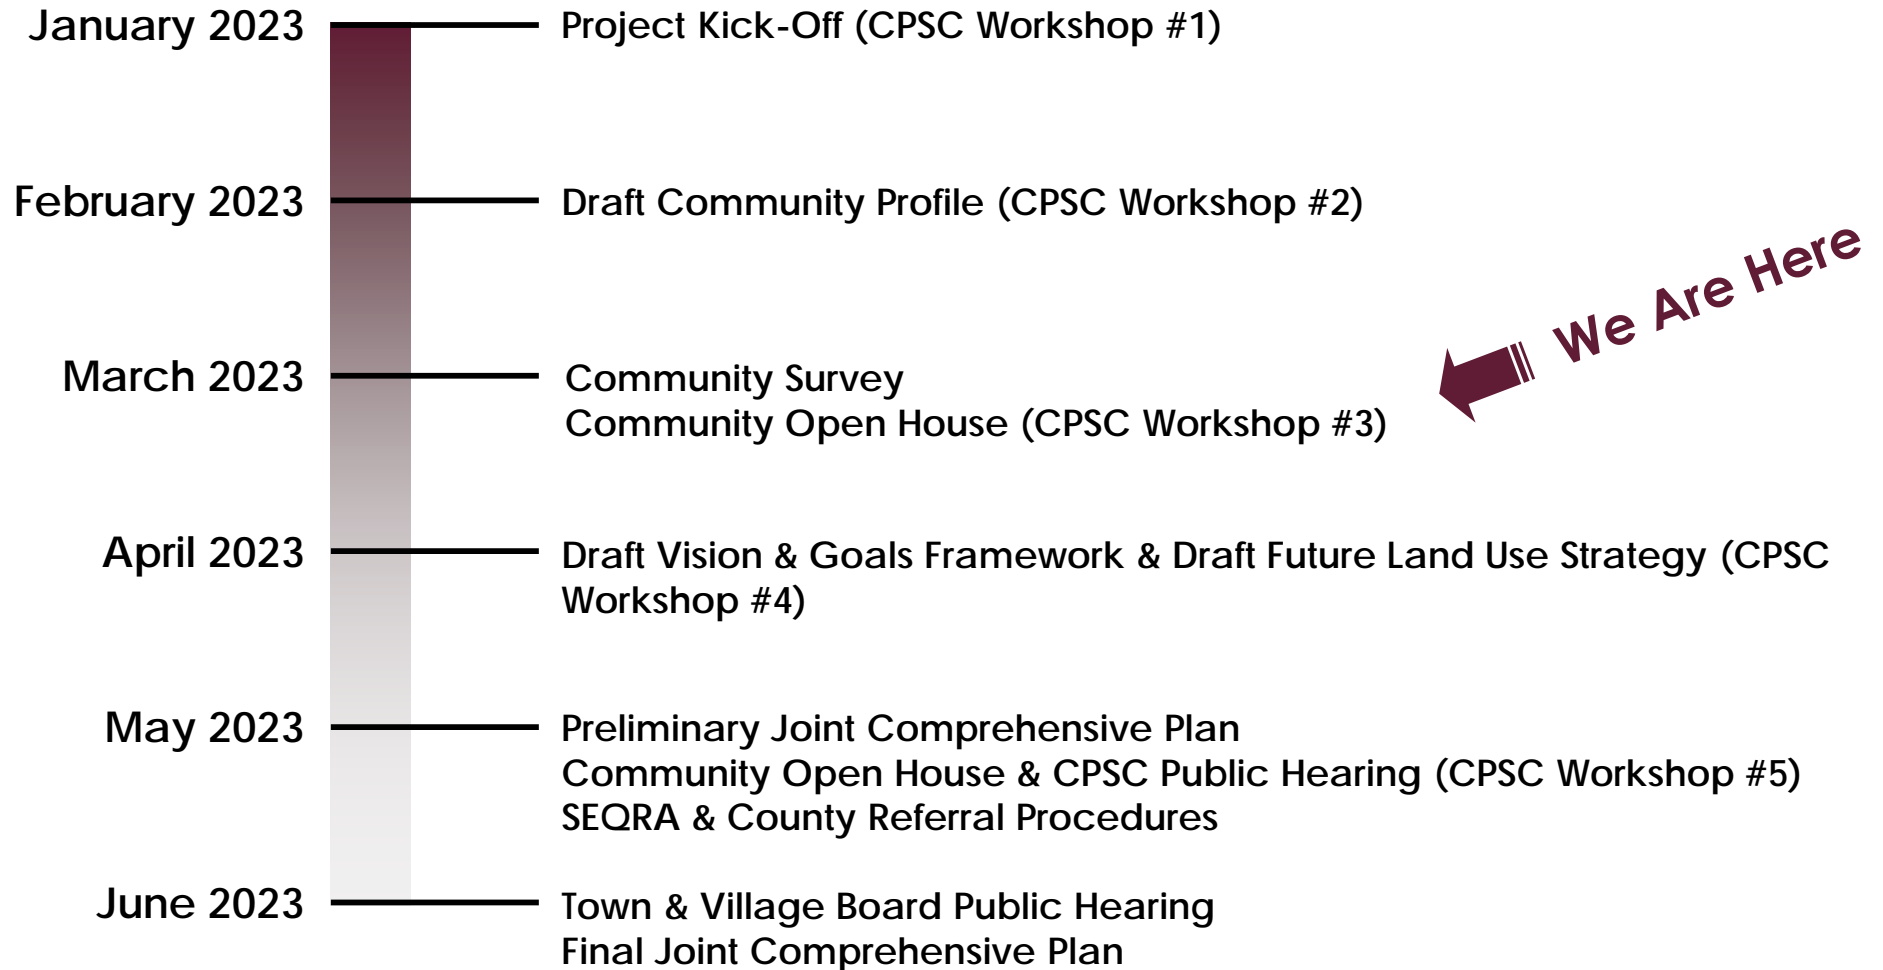 January 2023
Project Kick-Off (CPSC Workshop #1)
February 2023
Draft Community Profile (CPSC Workshop #2)
We Are Here
March 2023
Community Survey
Community Open House (CPSC Workshop #3)
April 2023
Draft Vision & Goals Framework & Draft Future Land Use Strategy (CPSC
Workshop #4)
May 2023
Preliminary Joint Comprehensive Plan
Community Open House & CPSC Public Hearing (CPSC Workshop #5)
SEQRA & County Referral Procedures
June 2023
Town & Village Board Public Hearing
Final Joint Comprehensive Plan